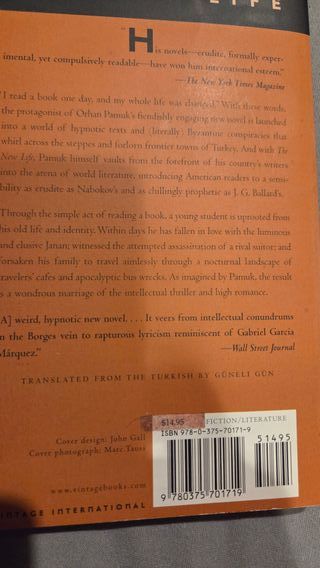 LIFE
"His novels—erudite, formally exper-
imental, yet compulsively readable—have won him international esteem."
—The New York Times Magazine
"I read a book one day, and my whole life was changed." With these words,
the protagonist of Orhan Pamuk's fiendishly engaging new novel is launched
into a world of hypnotic texts and (literally) Byzantine conspiracies that
whirl across the steppes and forlorn frontier towns of Turkey. And with The
New Life, Pamuk himself vaults from the forefront of his country's writers
into the arena of world literature, introducing American readers to a sensi-
bility as erudite as Nabokov's and as chillingly prophetic as J. G. Ballard's.
Through the simple act of reading a book, a young student is uprooted from
his old life and identity. Within days he has fallen in love with the luminous
and elusive Janan; witnessed the attempted assassination of a rival suitor; and
forsaken his family to travel aimlessly through a nocturnal landscape of
travelers' cafes and apocalyptic bus wrecks. As imagined by Pamuk, the result
is a wondrous marriage of the intellectual thriller and high romance.
"[A] weird, hypnotic new novel. . . . It veers from intellectual conundrums
in the Borges vein to rapturous lyricism reminiscent of Gabriel Garcia
Márquez."
—Wall Street Journal
TRANSLATED FROM THE TURKISH BY GÜNELI GÜN
$14.95
FICTION/LITERATURE
ISBN 978-0-375-70171-9
51495
9 780375 701719
Cover design: John Gall
Cover photograph: Marc Tauss
www.vintagebooks.com
VINTAGE INTERNATIONAL